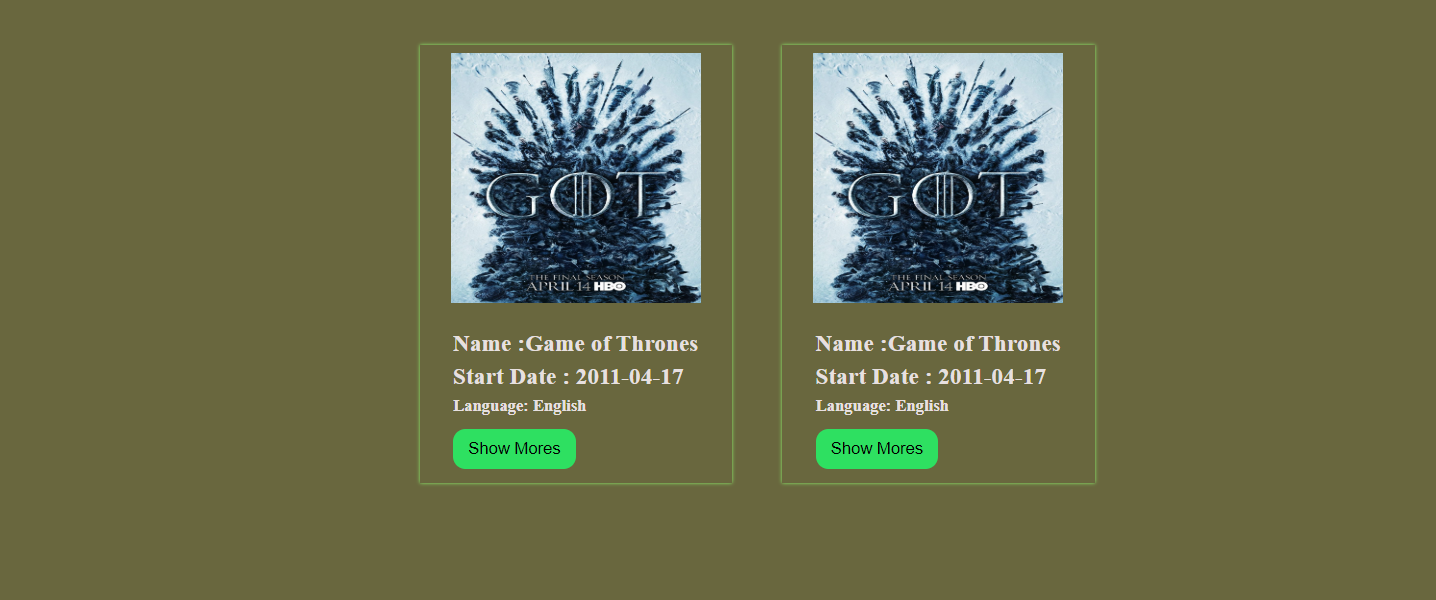 GOT
THE FINAL SEASON
APRIL 14 HBO
Name :Game of Thrones
Start Date : 2011-04-17
Language: English
Show Mores
GOT
THE FINAL SEASON
APRIL 14 HBO
Name :Game of Thrones
Start Date : 2011-04-17
Language: English
Show Mores